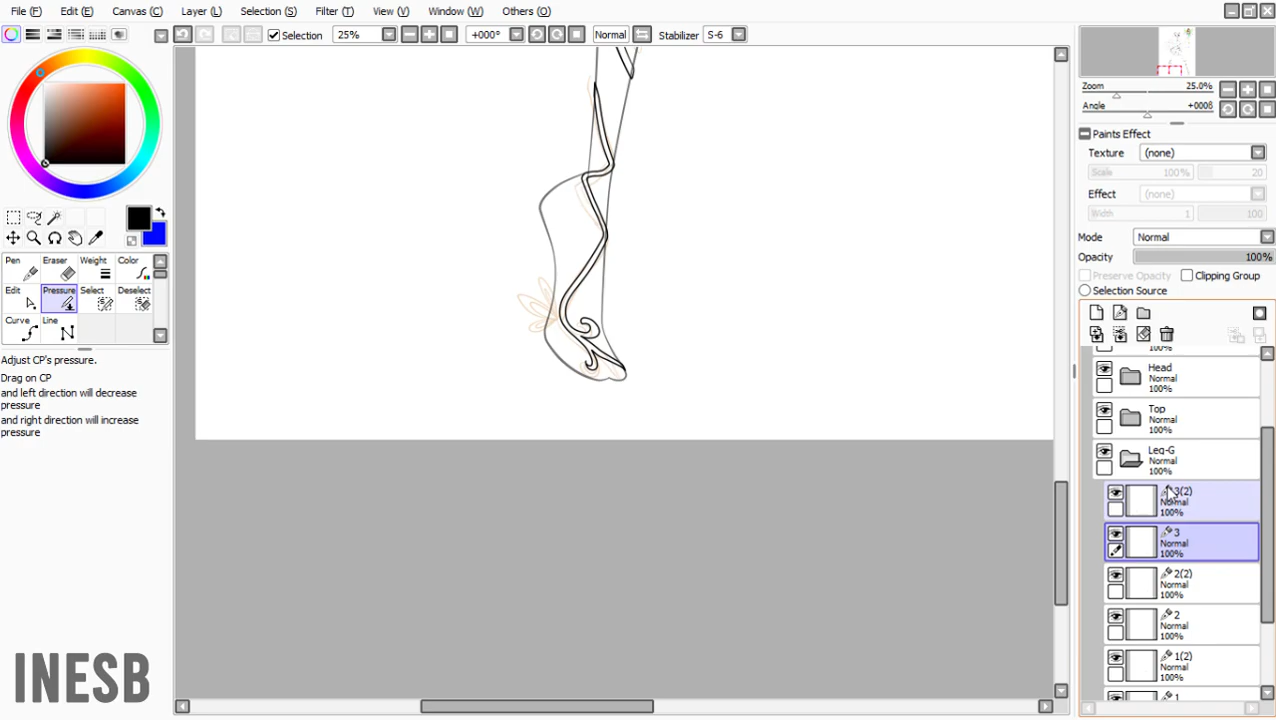 File (F) Edit (E) Canvas (C) Layer (L) Selection (S) Filter (T) View (V) Window (W) Others (O)
Selection 25% +000° Normal Stabilizer S-6
Zoom 25.0%
Angle
Paints Effect
Texture (none)
Scale 100% 20
Effect (none)
Width 1 100
Mode Normal
Opacity 100%
Preserve Opacity Clipping Group
Selection Source
Pen Eraser Weight Color
Edit Pressure Select Deselect
Curve Line
Adjust CP's pressure.
Drag on CP
and left direction will decrease
pressure
and right direction will increase
pressure
100%
Head
Normal
100%
Top
Normal
100%
Leg-G
Normal
100%
3(2)
Normal
100%
3
Normal
100%
2(2)
Normal
100%
2
Normal
100%
1(2)
Normal
100%
1
INESB